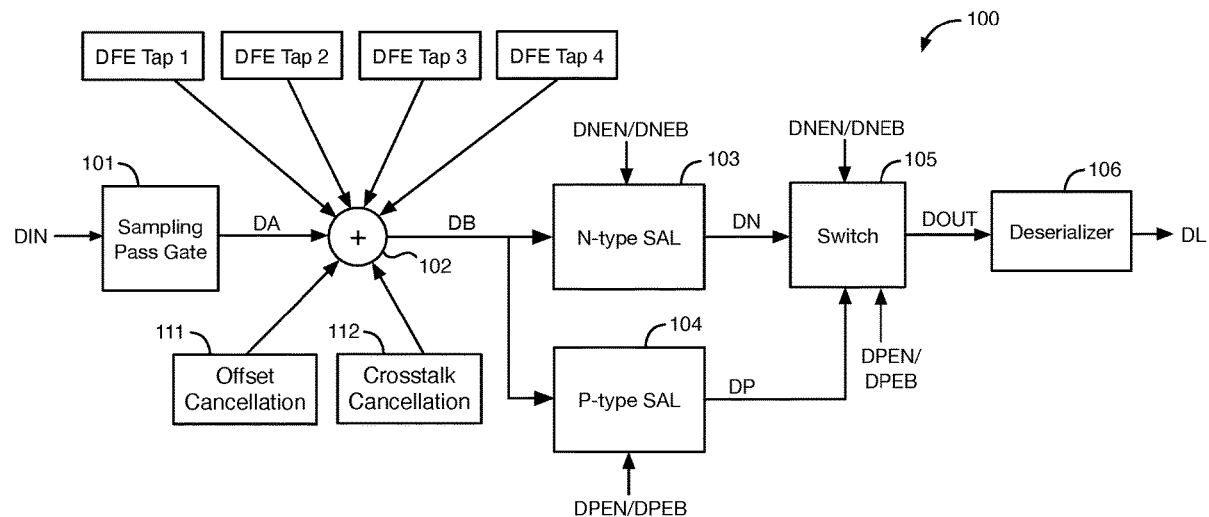 100
DFE Tap 1
DFE Tap 2
DFE Tap 3
DFE Tap 4
DNEN/DNEB
DNEN/DNEB
101
103
105
106
DIN
Sampling
Pass Gate
DA
+
102
DB
N-type SAL
DN
Switch
DOUT
Deserializer
DL
111
112
104
Offset
Cancellation
Crosstalk
Cancellation
P-type SAL
DP
DPEN/
DPEB
DPEN/DPEB